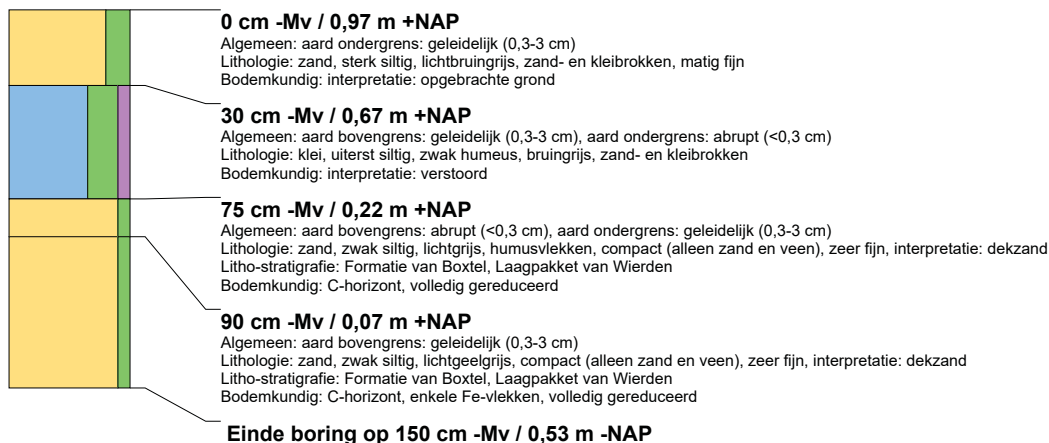 0 cm -Mv / 0,97 m +NAP
Algemeen: aard ondergrens: geleidelijk (0,3-3 cm)
Lithologie: zand, sterk siltig, lichtbruingrijs, zand- en kleibrokken, matig fijn
Bodemkundig: interpretatie: opgebrachte grond
30 cm -Mv / 0,67 m +NAP
Algemeen: aard bovengrens: geleidelijk (0,3-3 cm), aard ondergrens: abrupt (<0,3 cm)
Lithologie: klei, uiterst siltig, zwak humeus, bruingrijs, zand- en kleibrokken
Bodemkundig: interpretatie: verstoord
75 cm -Mv / 0,22 m +NAP
Algemeen: aard bovengrens: abrupt (<0,3 cm), aard ondergrens: geleidelijk (0,3-3 cm)
Lithologie: zand, zwak siltig, lichtgrijs, humusvlekken, compact (alleen zand en veen), zeer fijn, interpretatie: dekzand
Litho-stratigrafie: Formatie van Boxtel, Laagpakket van Wierden
Bodemkundig: C-horizont, volledig gereduceerd
90 cm -Mv / 0,07 m +NAP
Algemeen: aard bovengrens: geleidelijk (0,3-3 cm)
Lithologie: zand, zwak siltig, lichtgeelgrijs, compact (alleen zand en veen), zeer fijn, interpretatie: dekzand
Litho-stratigrafie: Formatie van Boxtel, Laagpakket van Wierden
Bodemkundig: C-horizont, enkele Fe-vlekken, volledig gereduceerd
Einde boring op 150 cm -Mv / 0,53 m -NAP